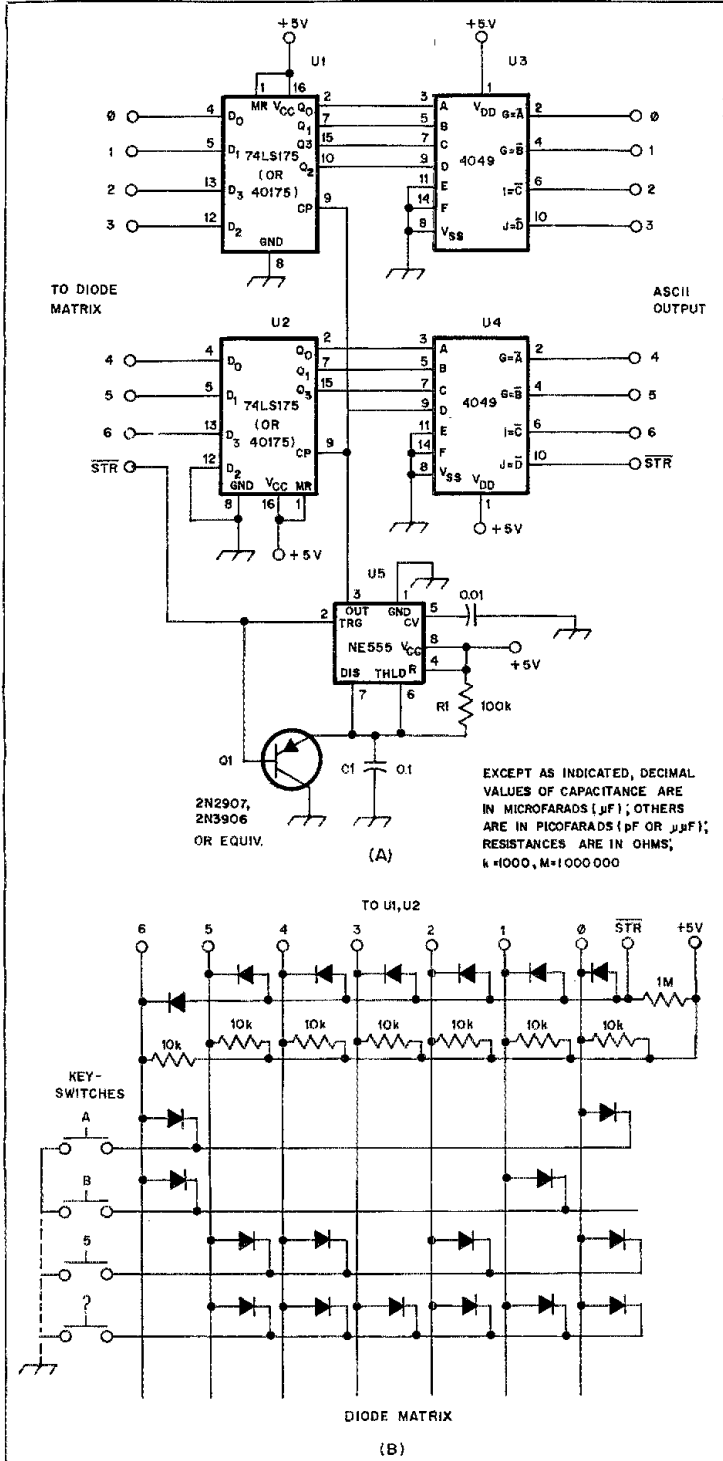 +5V
+5V
U1
U3
1
16
MR
VCC
1
VDD
0
4
D0
Q0
2
3
A
G=A̅
2
0
1
5
D1
Q1
7
5
B
G=B̅
4
1
74LS175
(OR
40175)
Q3
15
7
C
4049
2
13
D3
Q2
10
9
D
I=C̅
6
2
3
12
D2
CP
9
11
E
14
F
J=D̅
10
3
GND
8
8
VSS
TO DIODE
MATRIX
ASCII
OUTPUT
U2
U4
4
4
D0
Q0
2
3
A
G=A̅
2
4
5
5
D1
Q1
7
5
B
G=B̅
4
5
74LS175
(OR
40175)
Q3
15
7
C
4049
6
13
D3
9
D
I=C̅
6
6
S̅T̅R̅
12
D2
CP
9
11
E
14
F
J=D̅
10
S̅T̅R̅
GND
VCC
MR
8
VSS
VDD
8
16
1
1
+5V
+5V
U5
3
1
0.01
2
OUT
GND
5
TRG
CV
NE555
VCC
8
R
4
+5V
DIS
THLD
7
6
R1
100k
Q1
C1
0.1
2N2907,
2N3906
OR EQUIV.
(A)
EXCEPT AS INDICATED, DECIMAL
VALUES OF CAPACITANCE ARE
IN MICROFARADS (µF); OTHERS
ARE IN PICOFARADS (pF OR µµF);
RESISTANCES ARE IN OHMS;
k=1000, M=1000000
TO U1,U2
6 5 4 3 2 1 0 S̅T̅R̅ +5V
1M
10k 10k 10k 10k 10k 10k 10k
KEY-
SWITCHES
A
B
5
?
DIODE MATRIX
(B)